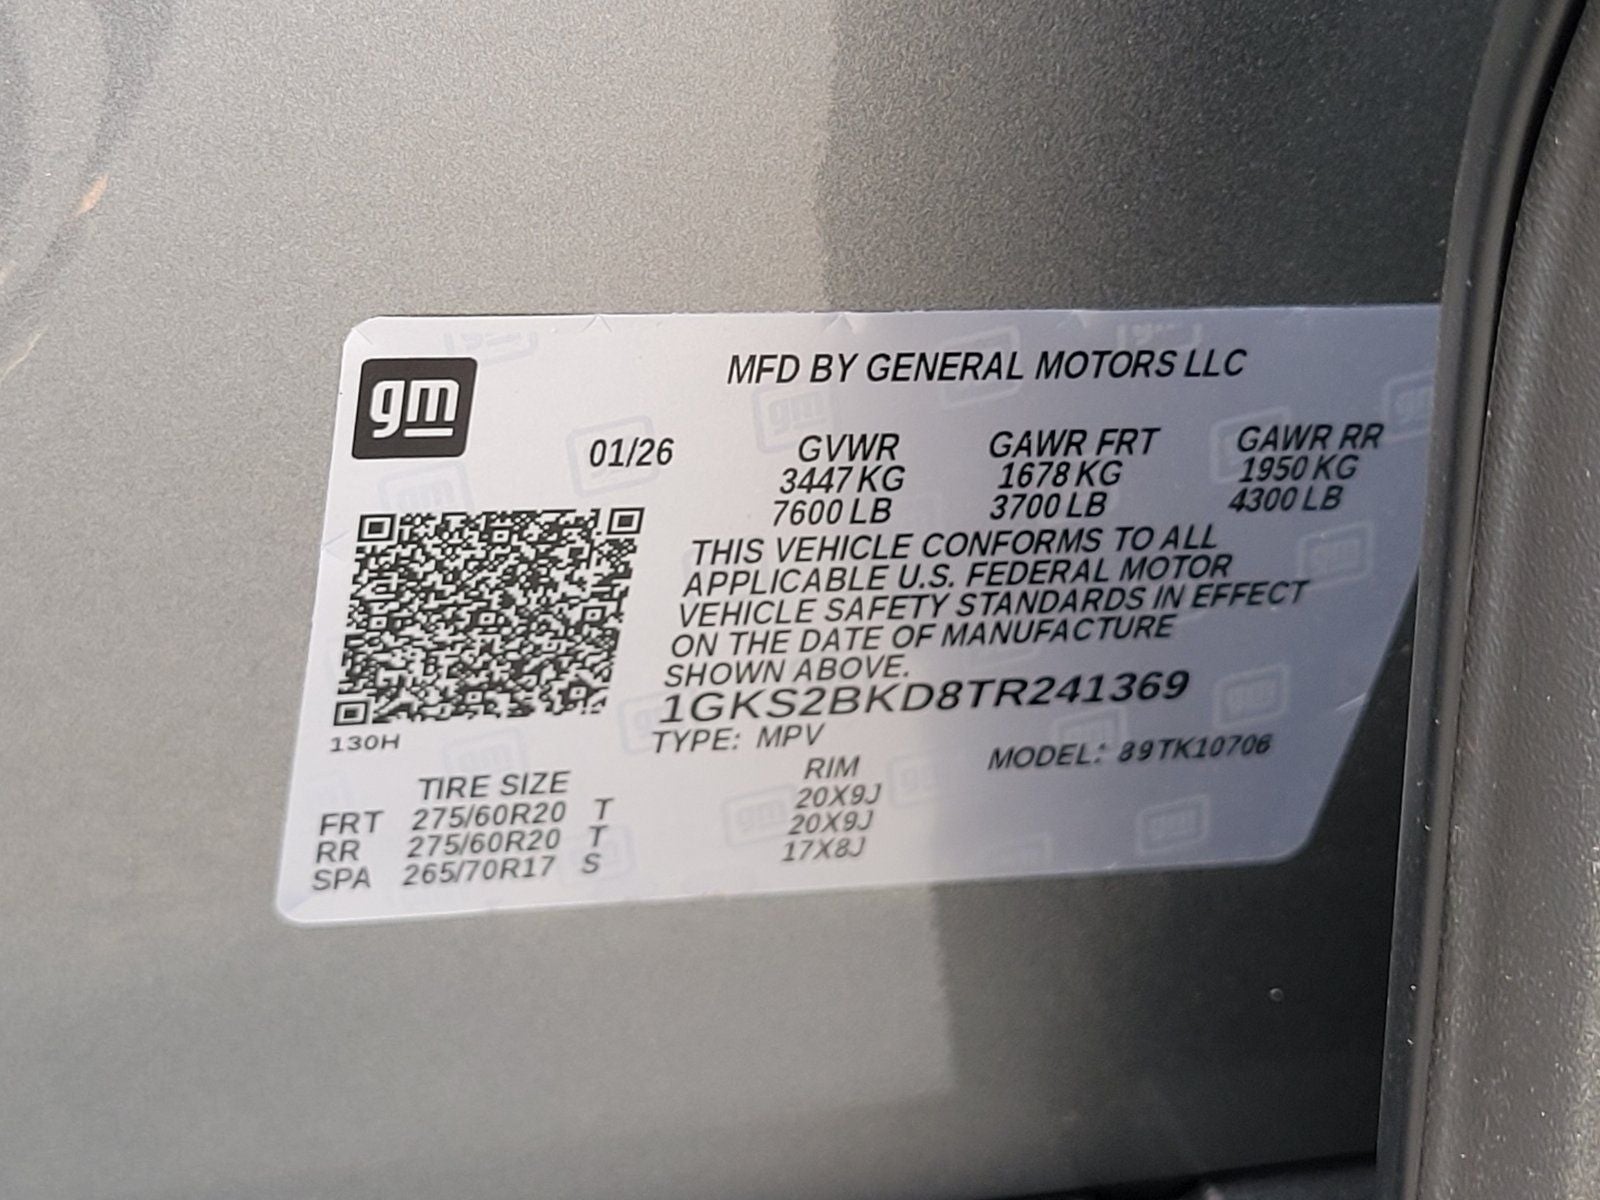 gm
MFD BY GENERAL MOTORS LLC
01/26 GVWR GAWR FRT GAWR RR
3447 KG 1678 KG 1950 KG
7600 LB 3700 LB 4300 LB
THIS VEHICLE CONFORMS TO ALL
APPLICABLE U.S. FEDERAL MOTOR
VEHICLE SAFETY STANDARDS IN EFFECT
ON THE DATE OF MANUFACTURE
SHOWN ABOVE.
1GKS2BKD8TR241369
130H
TYPE: MPV MODEL: 89TK10706
TIRE SIZE RIM
FRT 275/60R20 T 20X9J
RR 275/60R20 T 20X9J
SPA 265/70R17 S 17X8J